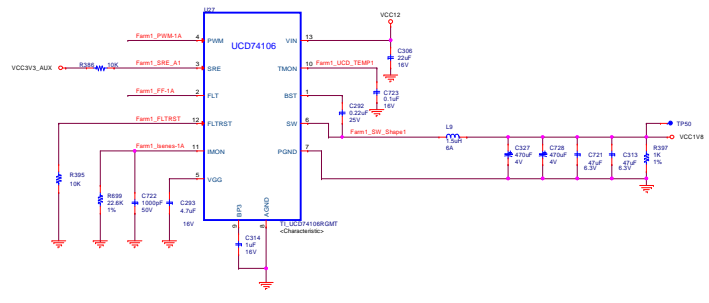 U27
VCC12
Farm1_PWM-1A
4
PWM
UCD74106
VIN
13
C306
22uF
16V
VCC3V3_AUX
R386
10K
Farm1_SRE_A1
3
SRE
TMON
10
Farm1_UCD_TEMP1
Farm1_FF-1A
2
FLT
BST
1
C723
0.1uF
16V
C292
0.22uF
25V
Farm1_FLTRST
12
FLTRST
SW
6
Farm1_SW_Shape1
L9
1.5uH
6A
TP50
VCC1V8
Farm1_Isenes-1A
11
IMON
PGND
7
C327
470uF
4V
C728
470uF
4V
C721
47uF
6.3V
C313
47uF
6.3V
R397
1K
1%
R395
10K
R699
22.6K
1%
C722
1000pF
50V
5
VGG
C293
4.7uF
16V
BP3
AGND
9
8
TI_UCD74106RGMT
<Characteristic>
C314
1uF
16V